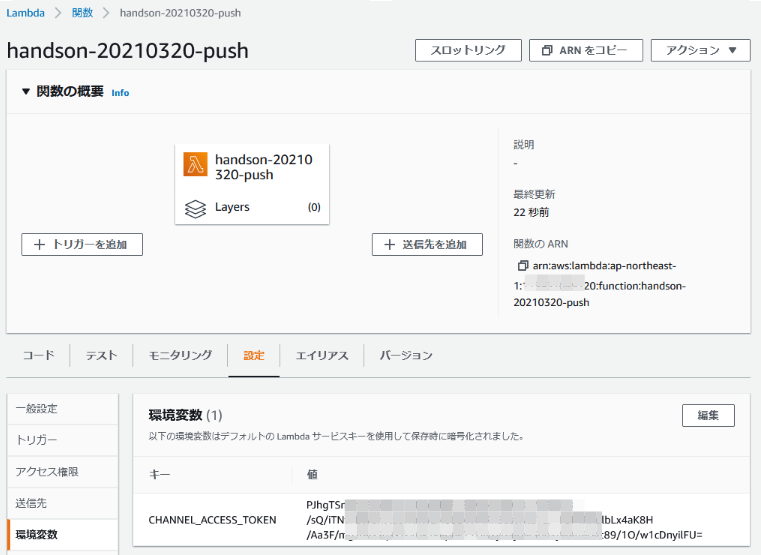 Lambda > 関数 > handson-20210320-push
handson-20210320-push
スロットリング
ARN をコピー
アクション ▼
▼ 関数の概要 Info
handson-20210
320-push
Layers (0)
+ トリガーを追加
+ 送信先を追加
説明
-
最終更新
22 秒前
関数の ARN
arn:aws:lambda:ap-northeast-
1: 20:function:handson-
20210320-push
コード テスト モニタリング 設定 エイリアス バージョン
一般設定
トリガー
アクセス権限
送信先
環境変数
環境変数 (1)
編集
以下の環境変数はデフォルトの Lambda サービスキーを使用して保存時に暗号化されました。
キー 値
CHANNEL_ACCESS_TOKEN
PJhgTSr
/sQ/iTN lbLx4aK8H
/Aa3F/ :89/1O/w1cDnyilFU=